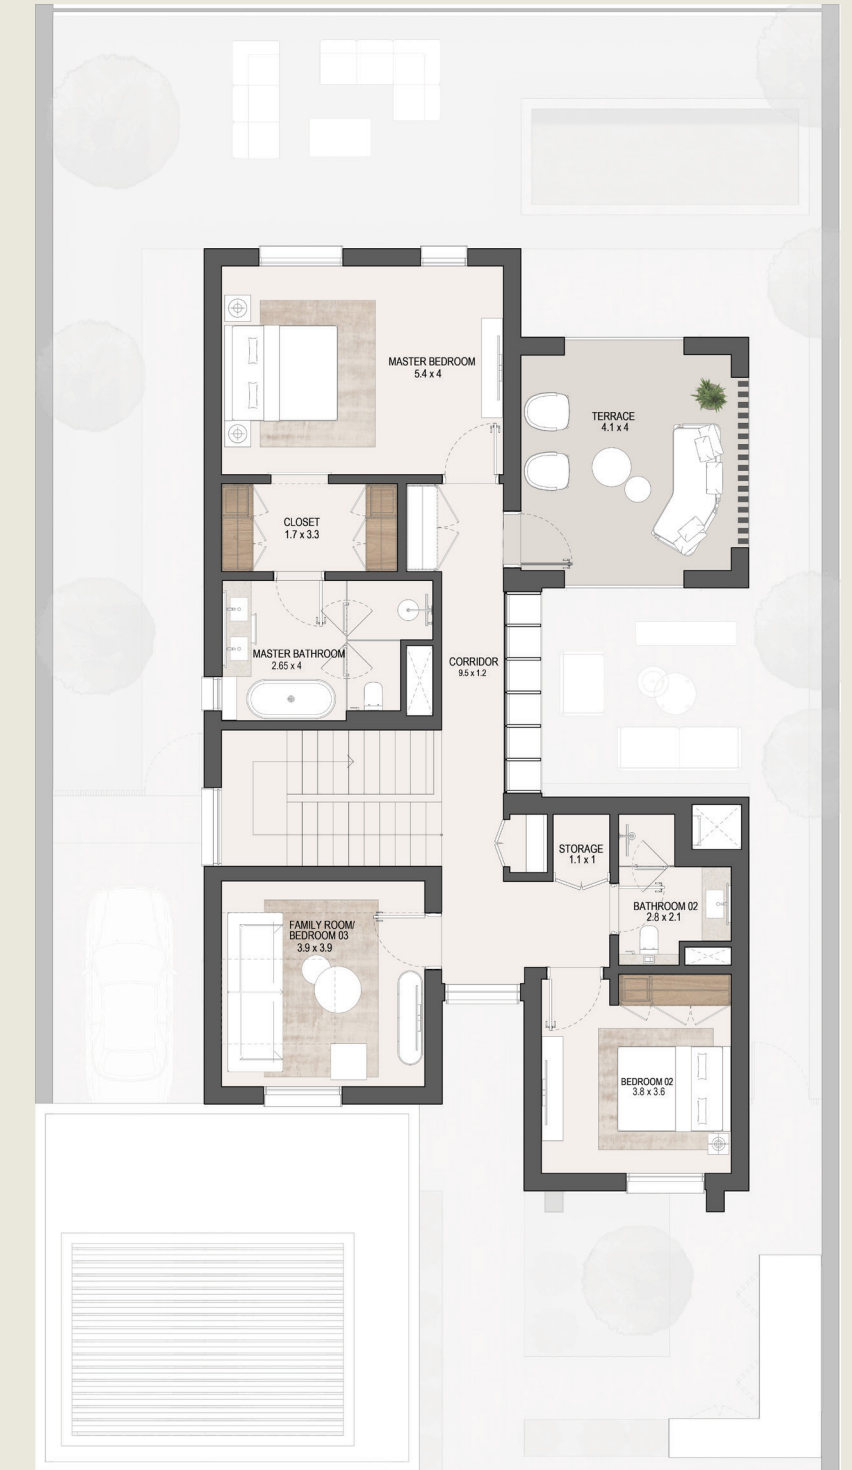 MASTER BEDROOM
5.4 x 4
TERRACE
4.1 x 4
CLOSET
1.7 x 3.3
MASTER BATHROOM
2.65 x 4
CORRIDOR
9.5 x 1.2
STORAGE
1.1 x 1
BATHROOM 02
2.8 x 2.1
FAMILY ROOM/
BEDROOM 03
3.9 x 3.9
BEDROOM 02
3.8 x 3.6